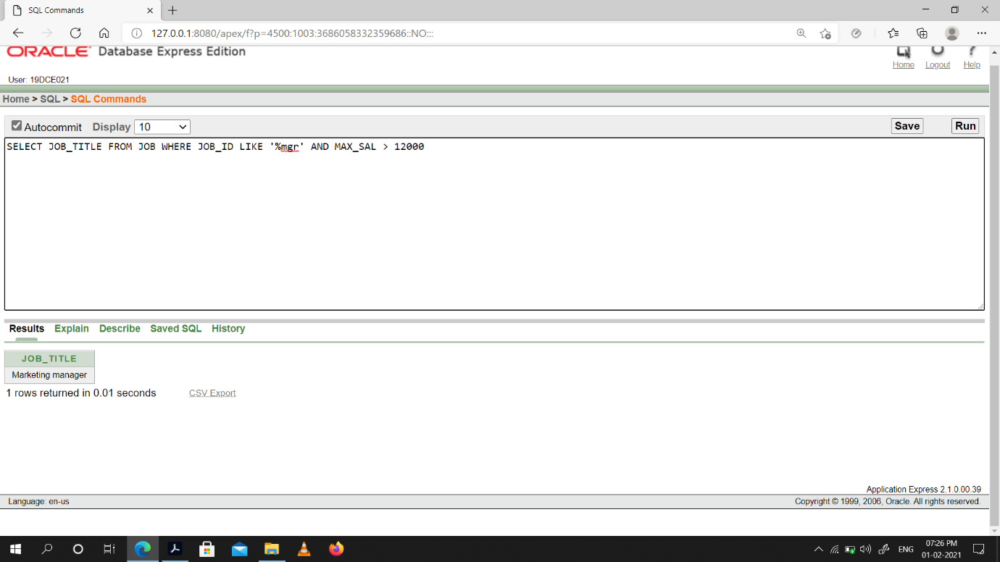 SQL Commands
127.0.0.1:8080/apex/f?p=4500:1003:3686058332359686::NO:::
ORACLE Database Express Edition
Home Logout Help
User: 19DCE021
Home > SQL > SQL Commands
Autocommit Display 10 Save Run
SELECT JOB_TITLE FROM JOB WHERE JOB_ID LIKE '%mgr' AND MAX_SAL > 12000
Results Explain Describe Saved SQL History
JOB_TITLE
Marketing manager
1 rows returned in 0.01 seconds CSV Export
Application Express 2.1.0.00.39
Language: en-us Copyright © 1999, 2006, Oracle. All rights reserved.
ENG 07:26 PM
01-02-2021